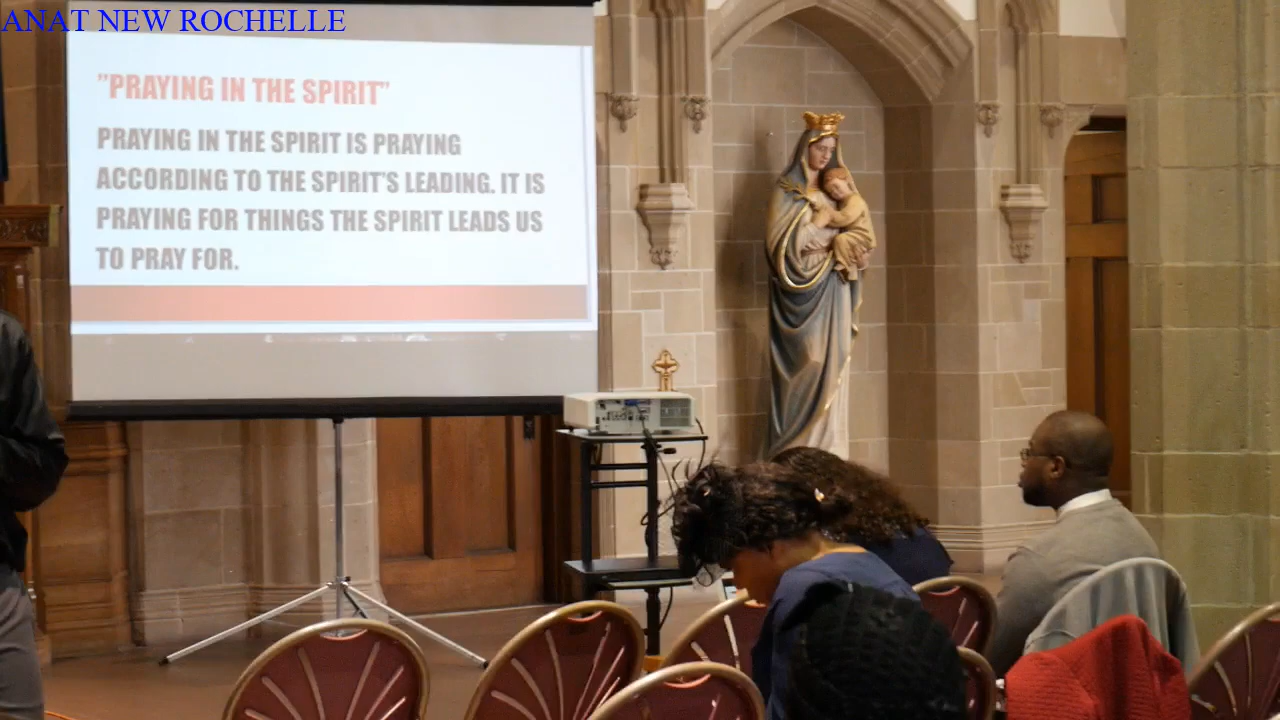 ANAT NEW ROCHELLE
"PRAYING IN THE SPIRIT"
PRAYING IN THE SPIRIT IS PRAYING
ACCORDING TO THE SPIRIT'S LEADING. IT IS
PRAYING FOR THINGS THE SPIRIT LEADS US
TO PRAY FOR.